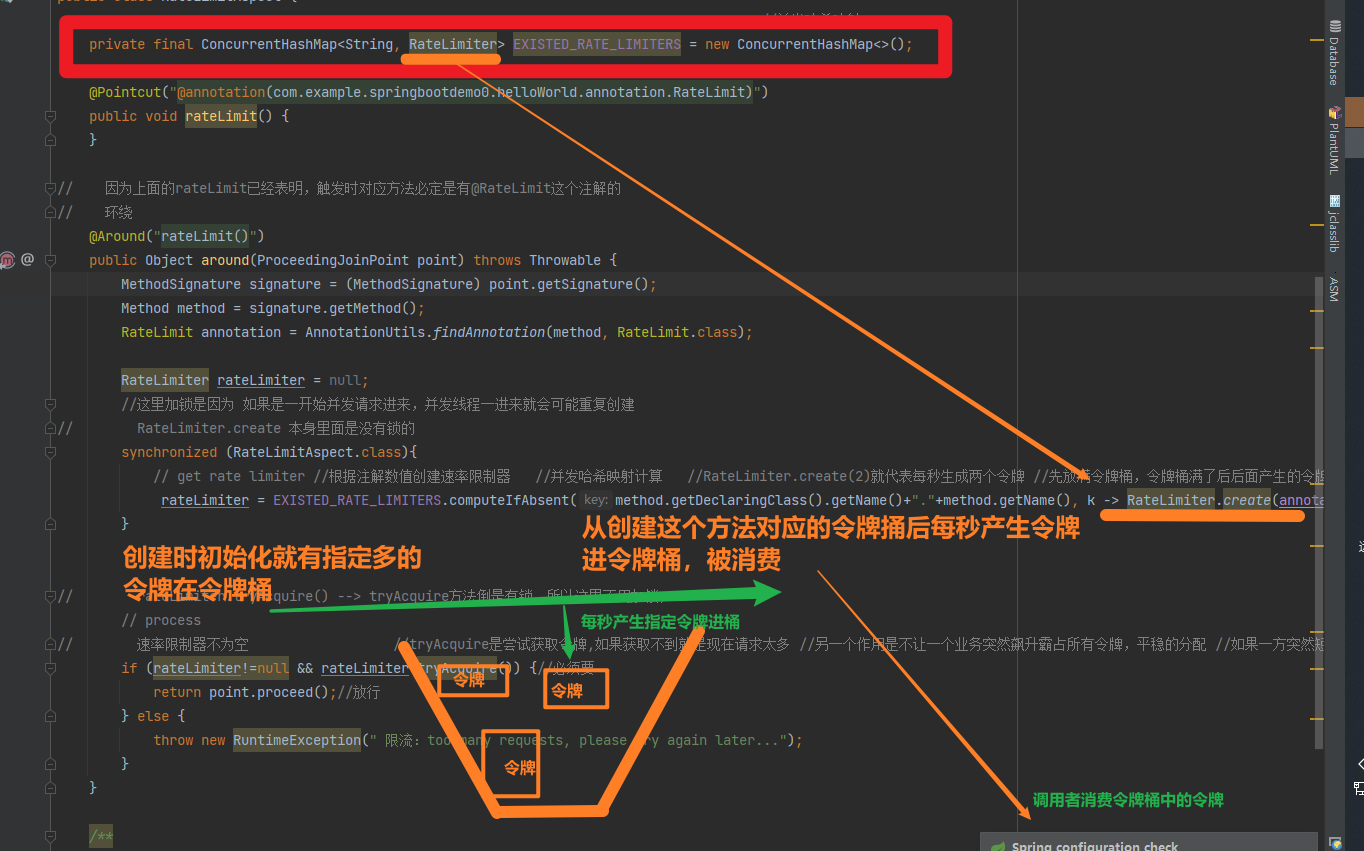 private final ConcurrentHashMap<String, RateLimiter> EXISTED_RATE_LIMITERS = new ConcurrentHashMap<>();
@Pointcut("@annotation(com.example.springbootdemo0.helloWorld.annotation.RateLimit)")
public void rateLimit() {
}
// 因为上面的rateLimit已经表明，触发时对应方法必定是有@RateLimit这个注解的
// 环绕
@Around("rateLimit()")
public Object around(ProceedingJoinPoint point) throws Throwable {
MethodSignature signature = (MethodSignature) point.getSignature();
Method method = signature.getMethod();
RateLimit annotation = AnnotationUtils.findAnnotation(method, RateLimit.class);
RateLimiter rateLimiter = null;
//这里加锁是因为 如果是一开始并发请求进来，并发线程一进来就会可能重复创建
// RateLimiter.create 本身里面是没有锁的
synchronized (RateLimitAspect.class){
// get rate limiter //根据注解数值创建速率限制器 //并发哈希映射计算 //RateLimiter.create(2)就代表每秒生成两个令牌 //先放满令牌桶，令牌桶满了后后面产生的令牌
rateLimiter = EXISTED_RATE_LIMITERS.computeIfAbsent( key: method.getDeclaringClass().getName()+"."+method.getName(), k -> RateLimiter.create(annota
}
从创建这个方法对应的令牌捅后每秒产生令牌
进令牌桶，被消费
创建时初始化就有指定多的
令牌在令牌桶
// quire() --> tryAcquire方法倒是有锁
每秒产生指定令牌进桶
// process
// 速率限制器不为空 //tryAcquire是尝试获取令牌,如果获取不到就是现在请求太多 //另一个作用是不让一个业务突然飙升霸占所有令牌，平稳的分配 //如果一方突然
if (rateLimiter!=null && rateLimiter.tryAcquire()) {//必须要
令牌
令牌
return point.proceed();//放行
} else {
throw new RuntimeException(" 限流：too many requests, please try again later...");
令牌
}
}
调用者消费令牌桶中的令牌
/**
Spring configuration check
Database
PlantUML
jclasslib
ASM